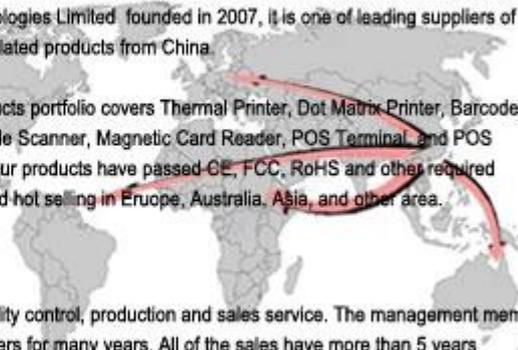 ologies Limited founded in 2007, it is one of leading suppliers of
lated products from China.
ucts portfolio covers Thermal Printer, Dot Matrix Printer, Barcode
le Scanner, Magnetic Card Reader, POS Terminal, and POS
ur products have passed CE, FCC, RoHS and other required
d hot selling in Eruope, Australia, Asia, and other area.
lity control, production and sales service. The management mem
ers for many years. All of the sales have more than 5 years